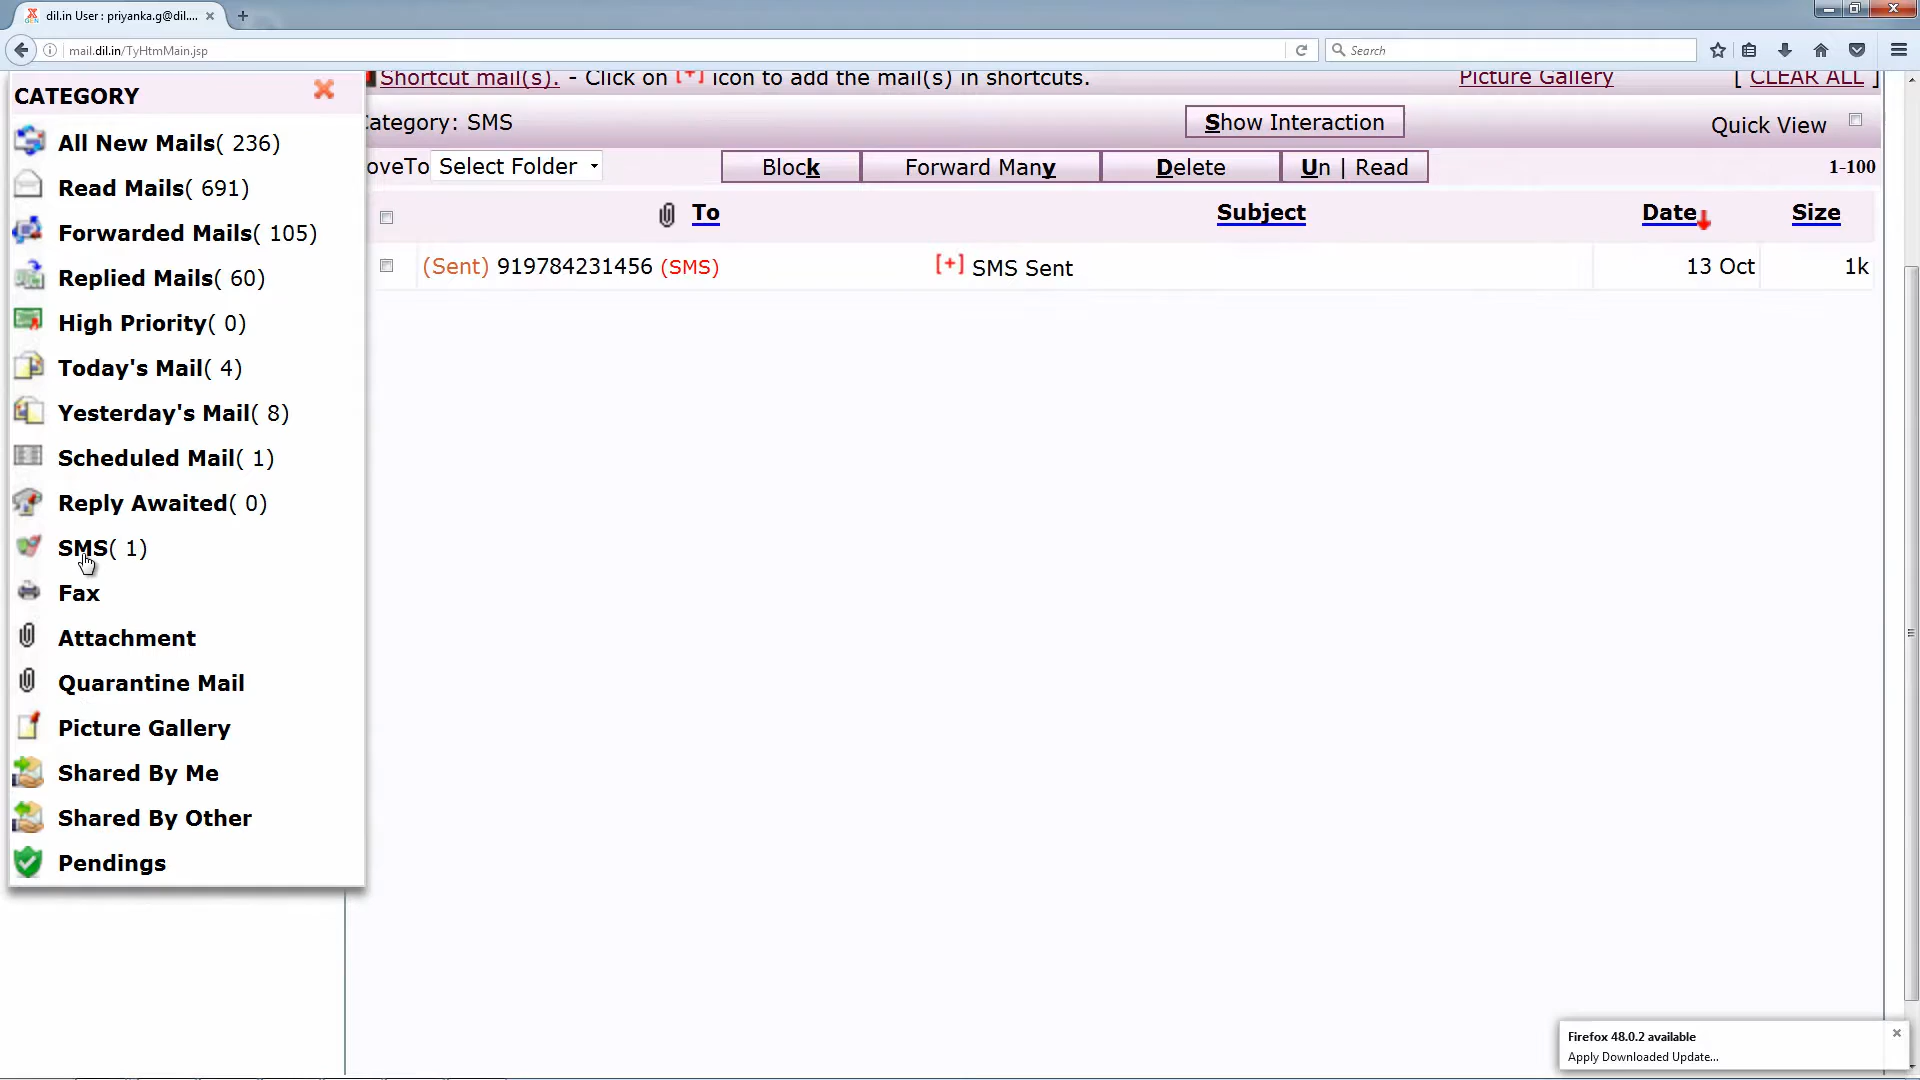 dil.in User : priyanka.g@dil....
mail.dil.in/TyHtmMain.jsp
Search
CATEGORY
All New Mails( 236)
Read Mails( 691)
Forwarded Mails( 105)
Replied Mails( 60)
High Priority( 0)
Today's Mail( 4)
Yesterday's Mail( 8)
Scheduled Mail( 1)
Reply Awaited( 0)
SMS( 1)
Fax
Attachment
Quarantine Mail
Picture Gallery
Shared By Me
Shared By Other
Pendings
Shortcut mail(s). - Click on [+] icon to add the mail(s) in shortcuts. Picture Gallery [ CLEAR ALL ]
ategory: SMS Show Interaction Quick View
oveTo Select Folder Block Forward Many Delete Un | Read 1-100
To Subject Date Size
(Sent) 919784231456 (SMS) [+] SMS Sent 13 Oct 1k
Firefox 48.0.2 available
Apply Downloaded Update...